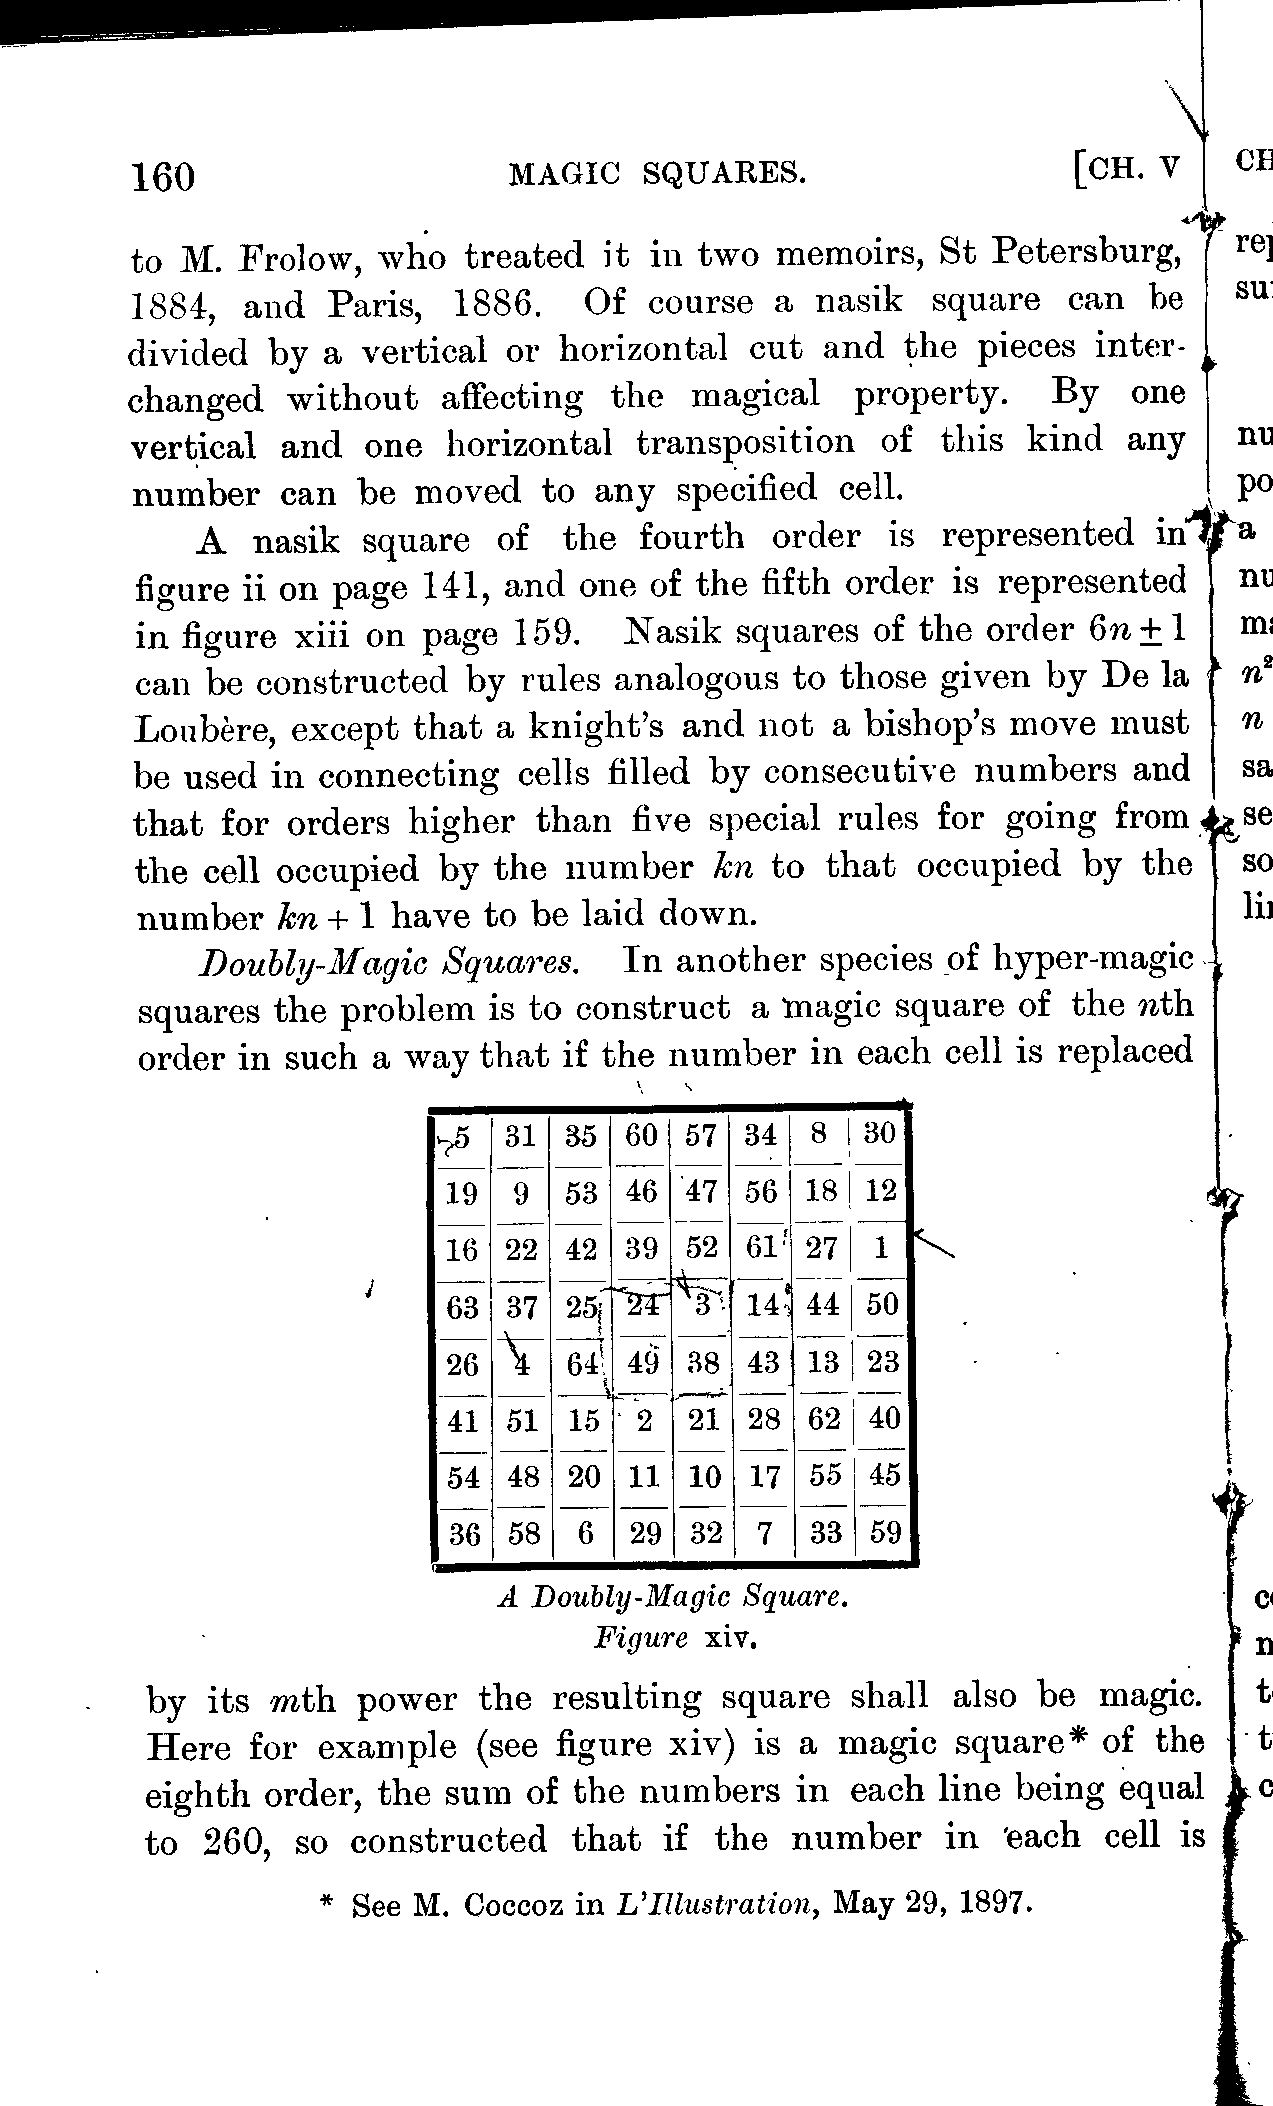 160 MAGIC SQUARES. [CH. V
to M. Frolow, who treated it in two memoirs, St Petersburg,
1884, and Paris, 1886. Of course a nasik square can be
divided by a vertical or horizontal cut and the pieces inter-
changed without affecting the magical property. By one
vertical and one horizontal transposition of this kind any
number can be moved to any specified cell.
A nasik square of the fourth order is represented in
figure ii on page 141, and one of the fifth order is represented
in figure xiii on page 159. Nasik squares of the order 6n ± 1
can be constructed by rules analogous to those given by De la
Loubère, except that a knight's and not a bishop's move must
be used in connecting cells filled by consecutive numbers and
that for orders higher than five special rules for going from
the cell occupied by the number kn to that occupied by the
number kn + 1 have to be laid down.
Doubly-Magic Squares. In another species of hyper-magic
squares the problem is to construct a magic square of the nth
order in such a way that if the number in each cell is replaced
5 31 35 60 57 34 8 30
19 9 53 46 47 56 18 12
16 22 42 39 52 61 27 1
63 37 25 24 3 14 44 50
26 4 64 49 38 43 13 23
41 51 15 2 21 28 62 40
54 48 20 11 10 17 55 45
36 58 6 29 32 7 33 59
A Doubly-Magic Square.
Figure xiv.
by its mth power the resulting square shall also be magic.
Here for example (see figure xiv) is a magic square* of the
eighth order, the sum of the numbers in each line being equal
to 260, so constructed that if the number in each cell is
* See M. Coccoz in L'Illustration, May 29, 1897.